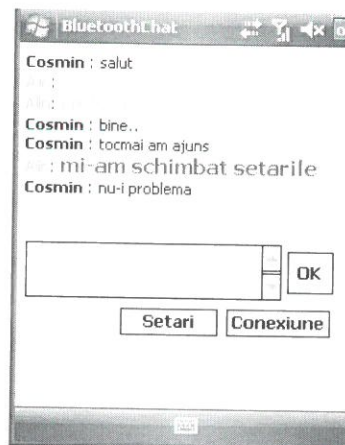 BluetoothChat
Cosmin : salut
:
:
Cosmin : bine..
Cosmin : tocmai am ajuns
: mi-am schimbat setarile
Cosmin : nu-i problema
OK
Setari Conexiune